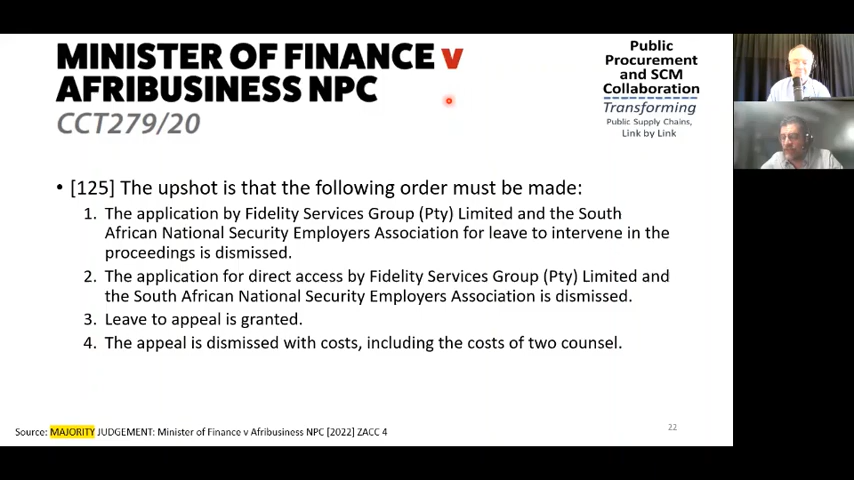 MINISTER OF FINANCE v
AFRIBUSINESS NPC
CCT279/20
Public
Procurement
and SCM
Collaboration
Transforming
Public Supply Chains,
Link by Link
• [125] The upshot is that the following order must be made:
1. The application by Fidelity Services Group (Pty) Limited and the South
African National Security Employers Association for leave to intervene in the
proceedings is dismissed.
2. The application for direct access by Fidelity Services Group (Pty) Limited and
the South African National Security Employers Association is dismissed.
3. Leave to appeal is granted.
4. The appeal is dismissed with costs, including the costs of two counsel.
22
Source: MAJORITY JUDGEMENT: Minister of Finance v Afribusiness NPC [2022] ZACC 4